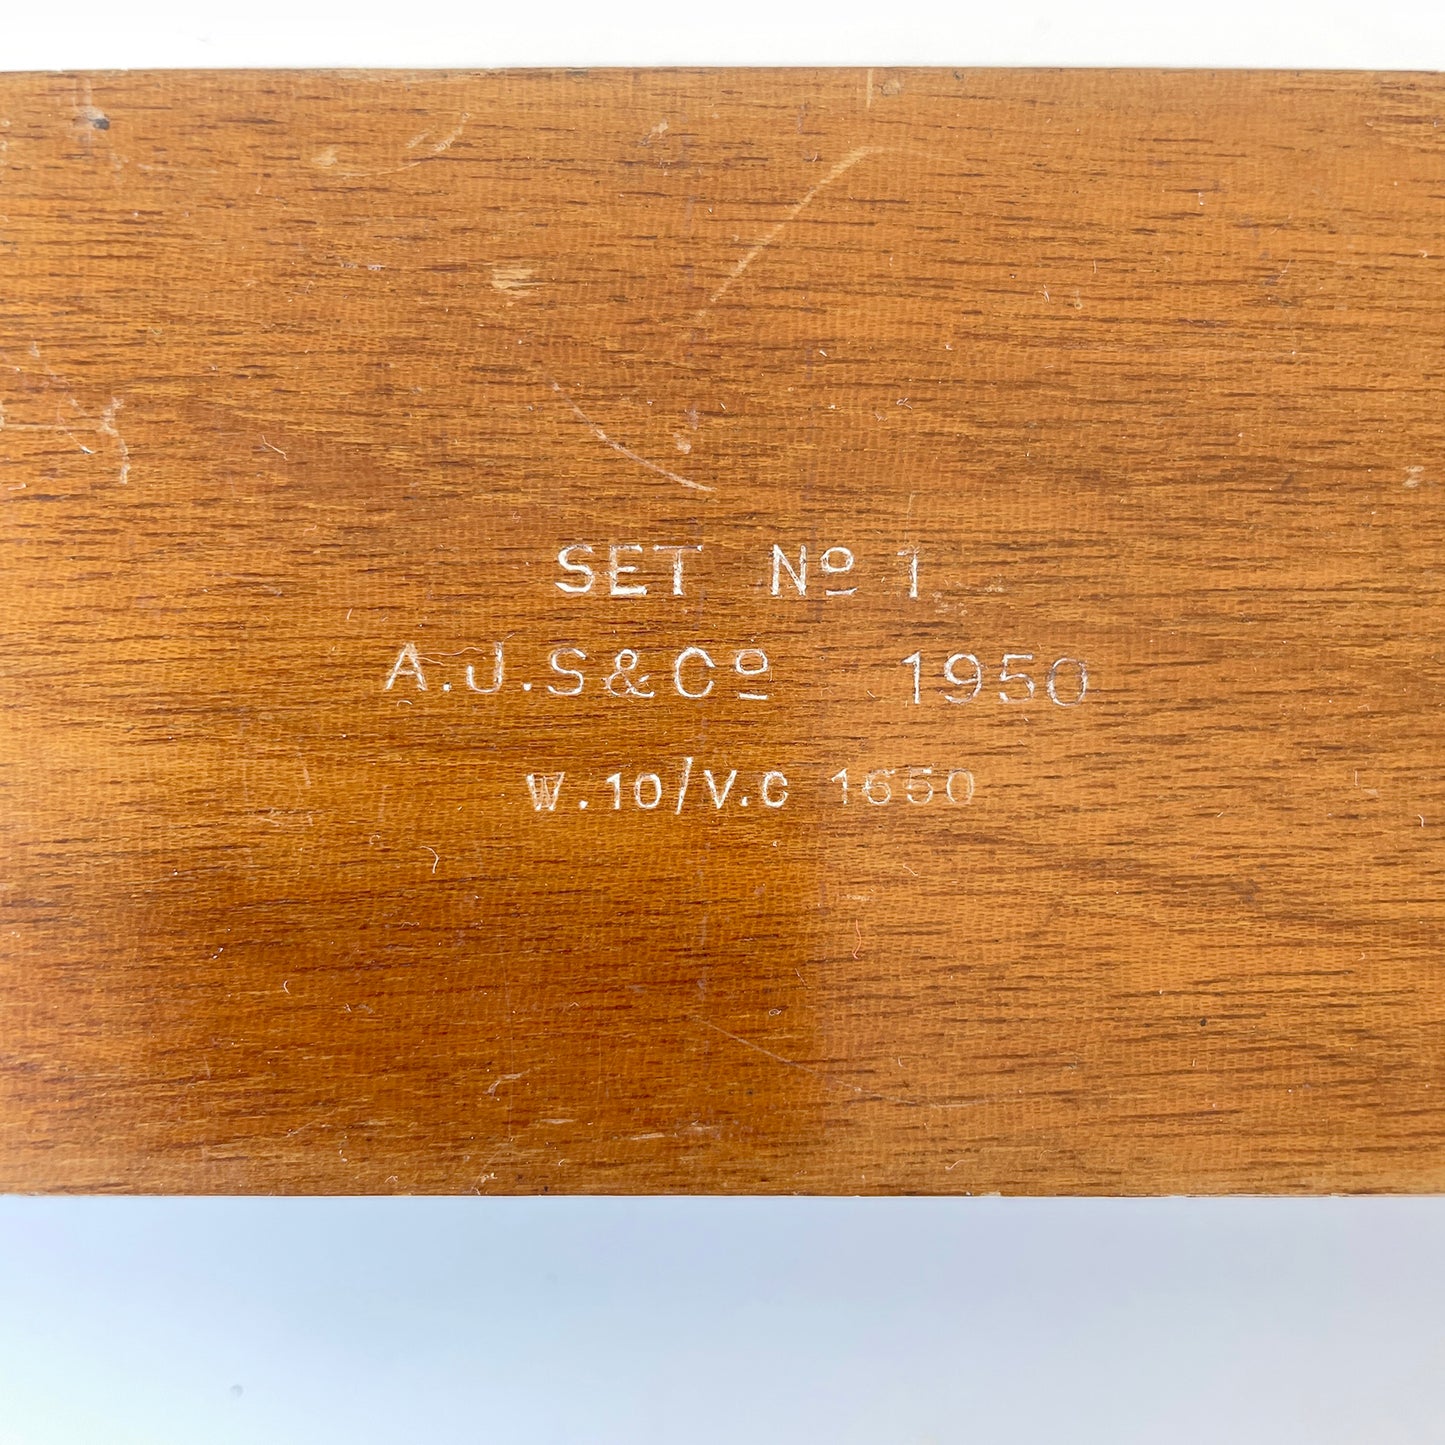 SET Nº 1
A.J.S&Cº 1950
W.10/V.C 1650